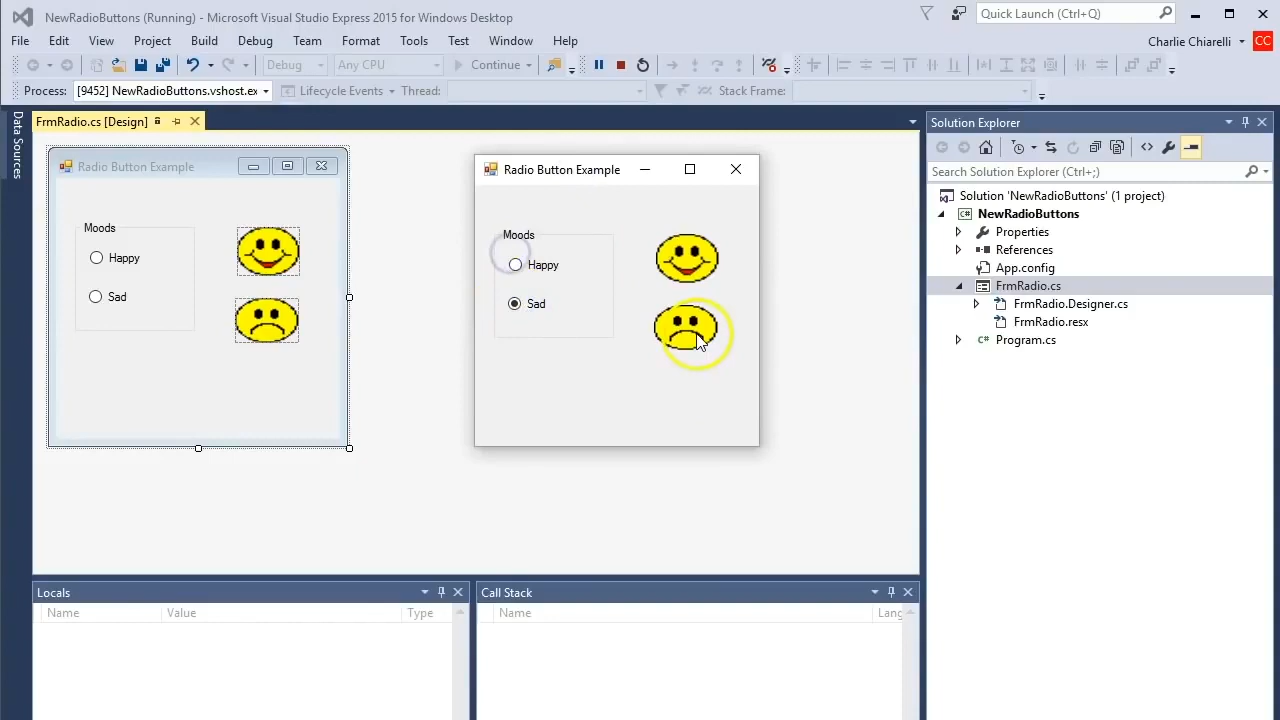 NewRadioButtons (Running) - Microsoft Visual Studio Express 2015 for Windows Desktop
Quick Launch (Ctrl+Q)
File Edit View Project Build Debug Team Format Tools Test Window Help
Charlie Chiarelli CC
Debug Any CPU Continue
Process: [9452] NewRadioButtons.vshost.ex Lifecycle Events Thread: Stack Frame:
Data Sources
FrmRadio.cs [Design]
Radio Button Example
Moods
Happy
Sad
Radio Button Example
Moods
Happy
Sad
Solution Explorer
Search Solution Explorer (Ctrl+;)
Solution 'NewRadioButtons' (1 project)
NewRadioButtons
Properties
References
App.config
FrmRadio.cs
FrmRadio.Designer.cs
FrmRadio.resx
Program.cs
Locals
Name Value Type
Call Stack
Name Lang